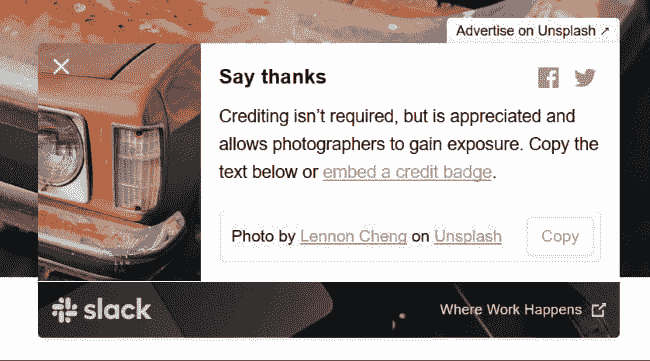 Advertise on Unsplash ↗
Say thanks
Crediting isn’t required, but is appreciated and
allows photographers to gain exposure. Copy the
text below or embed a credit badge.
Photo by Lennon Cheng on Unsplash
Copy
slack
Where Work Happens